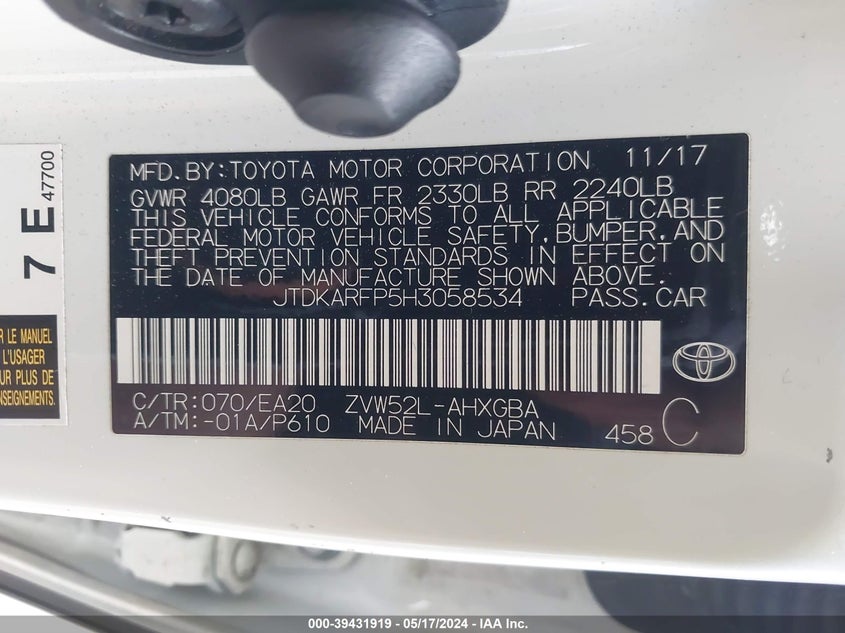 MFD.BY:TOYOTA MOTOR CORPORATION 11/17
GVWR 4080LB GAWR FR 2330LB RR 2240LB
THIS VEHICLE CONFORMS TO ALL APPLICABLE
FEDERAL MOTOR VEHICLE SAFETY,BUMPER,AND
THEFT PREVENTION STANDARDS IN EFFECT ON
THE DATE OF MANUFACTURE SHOWN ABOVE.
JTDKARFP5H3058534 PASS.CAR
C/TR:070/EA20 ZVW52L-AHXGBA
A/TM:-01A/P610 MADE IN JAPAN 458 C
7 E 47700
LE MANUEL
L'USAGER
PLUS DE
000-39431919 - 05/17/2024 - IAA Inc.